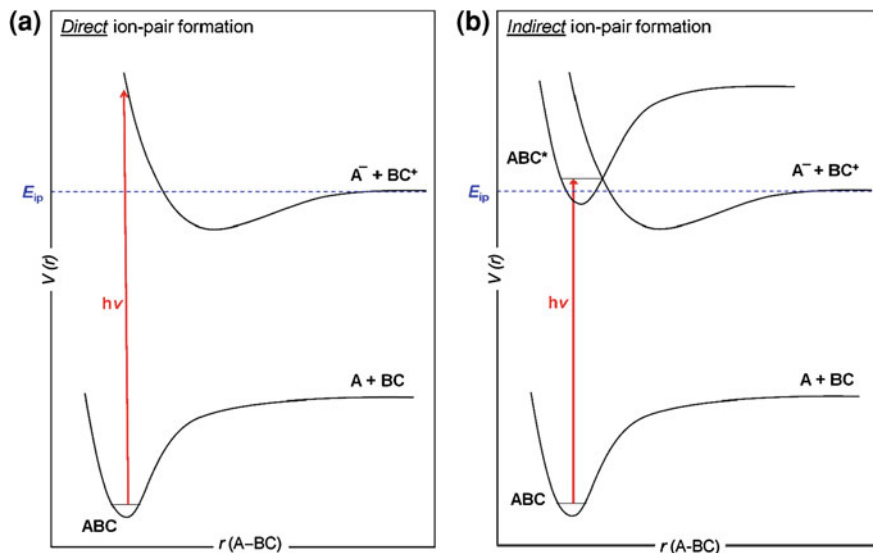 (a) Direct ion-pair formation
A⁻ + BC⁺
E_ip
V (r)
hν
A + BC
ABC
r (A–BC)
(b) Indirect ion-pair formation
ABC*
A⁻ + BC⁺
E_ip
V (r)
hν
A + BC
ABC
r (A–BC)